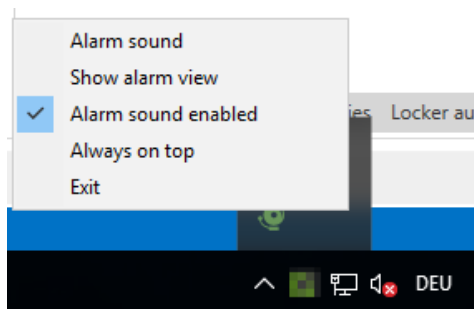 Alarm sound
Show alarm view
Alarm sound enabled
Always on top
Exit
Locker au
DEU